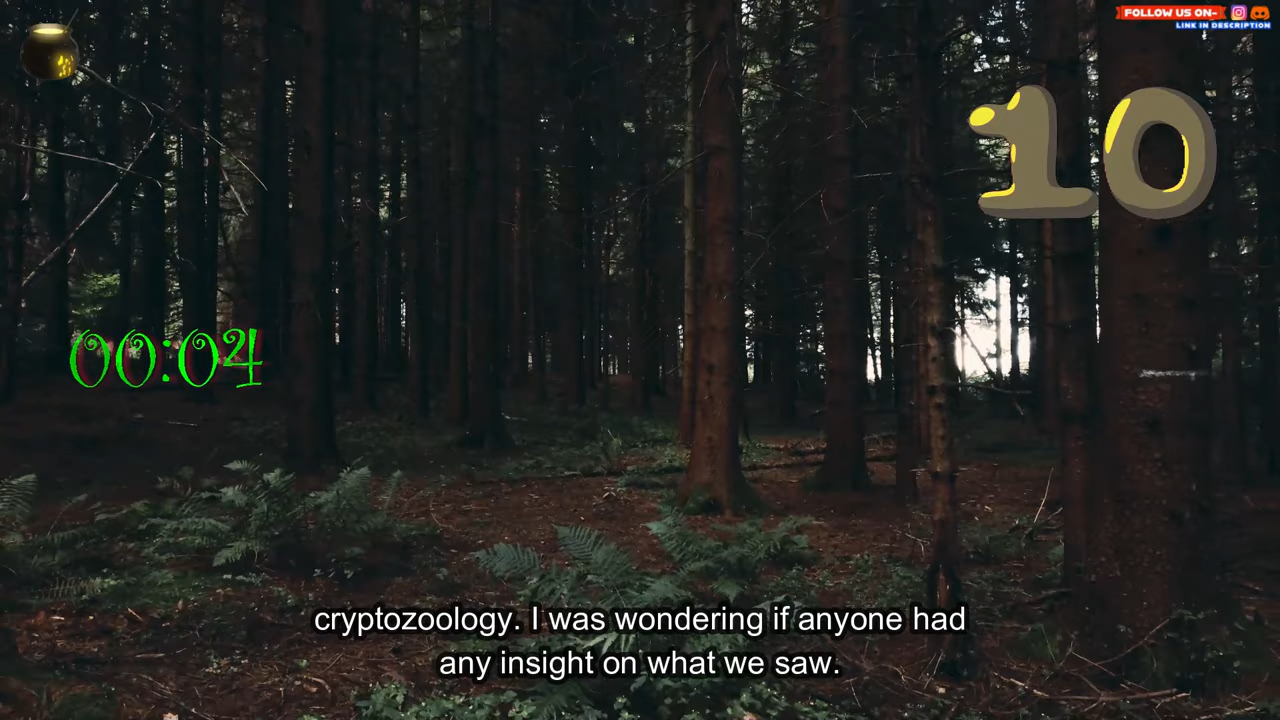 FOLLOW US ON-
LINK IN DESCRIPTION
10
00:04
cryptozoology. I was wondering if anyone had
any insight on what we saw.